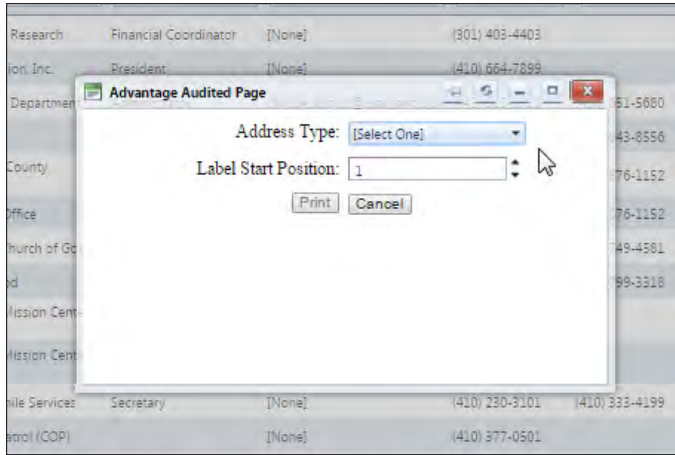 Research Financial Coordinator [None] (301) 403-4403
ion, Inc. President [None] (410) 664-7899
Advantage Audited Page
Departmen 51-5680
Address Type: [Select One]
43-8556
County Label Start Position: 1 76-1152
Office Print Cancel 76-1152
hurch of Go 49-4581
od 99-3318
Mission Cent
Mission Cent
nile Services Secretary [None] (410) 230-3101 (410) 333-4199
atrol (COP) [None] (410) 377-0501